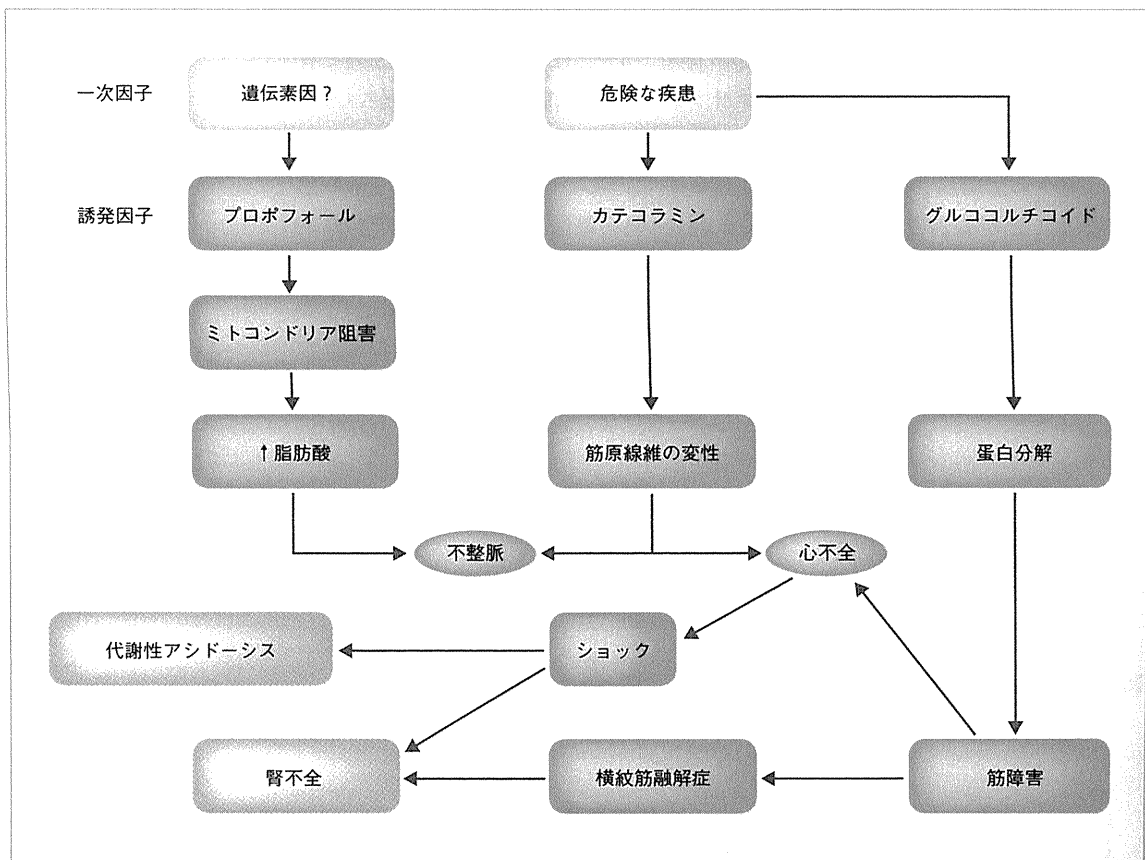 一次因子
遺伝素因？
危険な疾患
誘発因子
プロポフォール
カテコラミン
グルココルチコイド
ミトコンドリア阻害
↑脂肪酸
筋原線維の変性
蛋白分解
不整脈
心不全
代謝性アシドーシス
ショック
腎不全
横紋筋融解症
筋障害